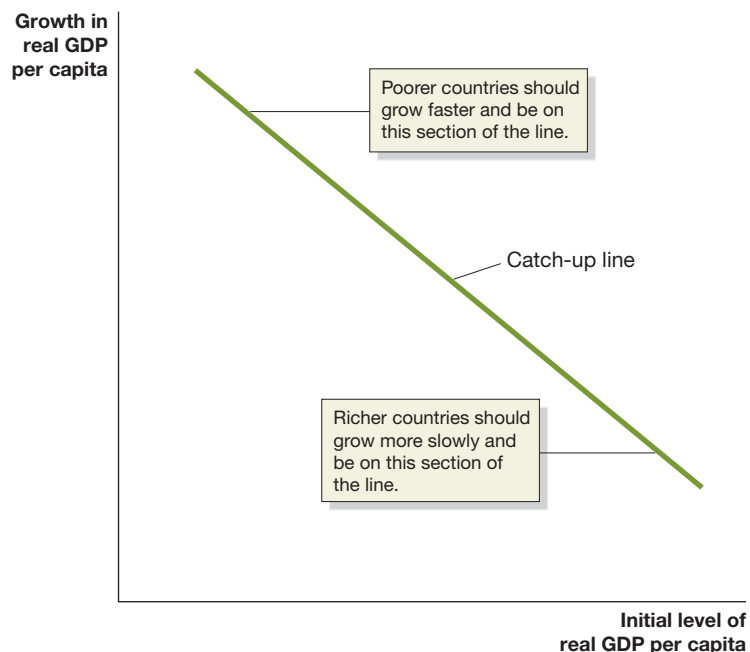 Growth in
real GDP
per capita
Poorer countries should
grow faster and be on
this section of the line.
Catch-up line
Richer countries should
grow more slowly and
be on this section of
the line.
Initial level of
real GDP per capita